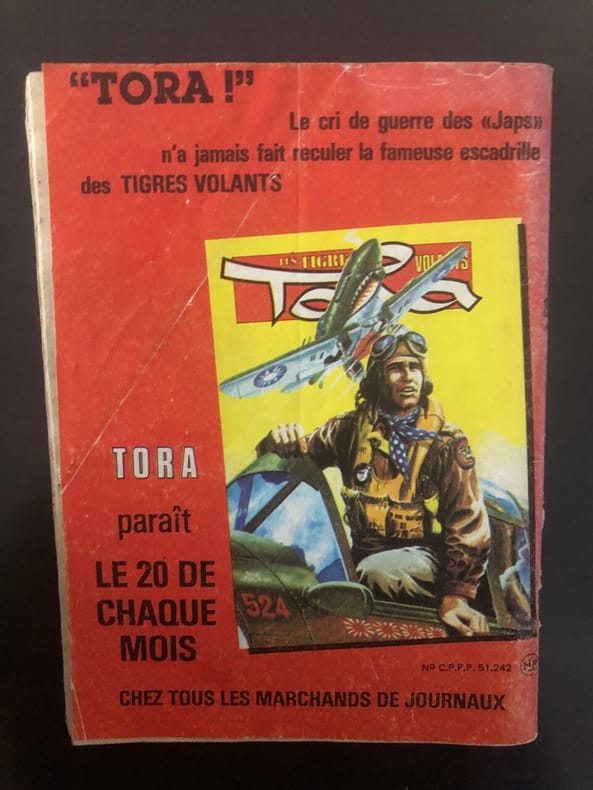 “TORA !”
Le cri de guerre des «Japs»
n'a jamais fait reculer la fameuse escadrille
des TIGRES VOLANTS
LES TIGRES VOLANTS
Tora
TORA
paraît
LE 20 DE
CHAQUE
MOIS
524
Nº C.P.P.P. 51.242
CHEZ TOUS LES MARCHANDS DE JOURNAUX